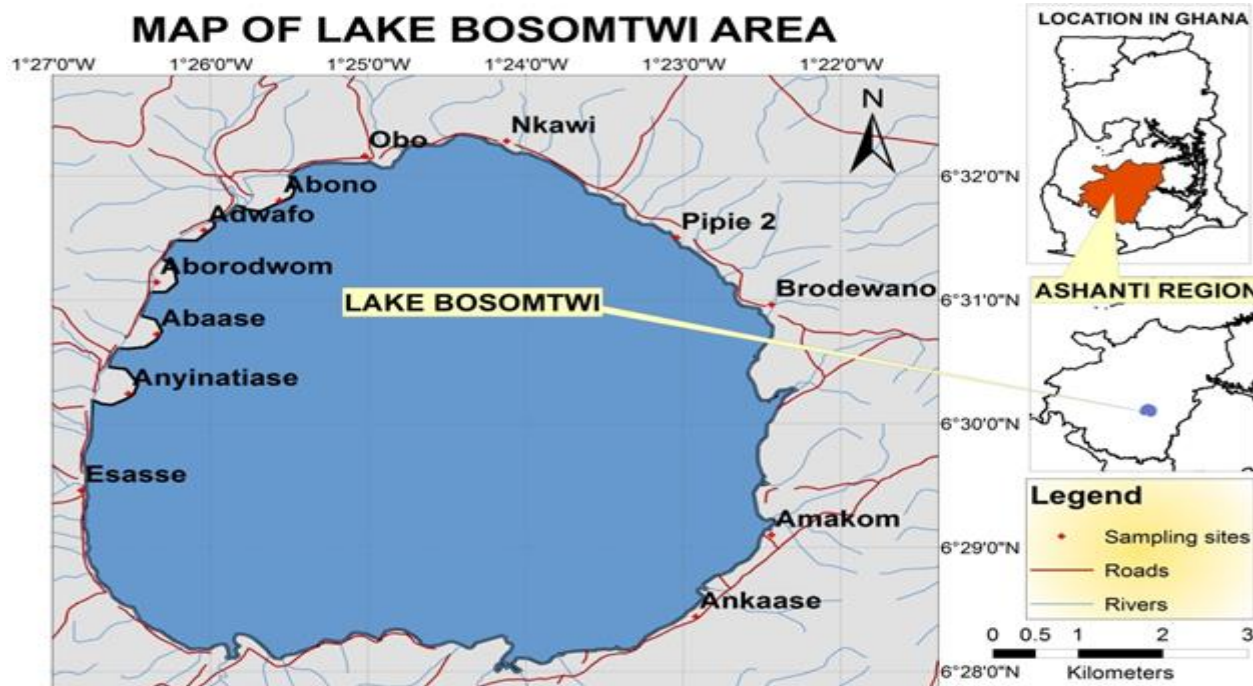 MAP OF LAKE BOSOMTWI AREA
1°27'0"W 1°26'0"W 1°25'0"W 1°24'0"W 1°23'0"W 1°22'0"W
N
Obo
Nkawi
Abono
Adwafo
Pipie 2
Aborodwom
Brodewano
LAKE BOSOMTWI
Abaase
Anyinatiase
Esasse
Amakom
Ankaase
6°32'0"N
6°31'0"N
6°30'0"N
6°29'0"N
6°28'0"N
LOCATION IN GHANA
ASHANTI REGION
Legend
Sampling sites
Roads
Rivers
0 0.5 1 2 3
Kilometers